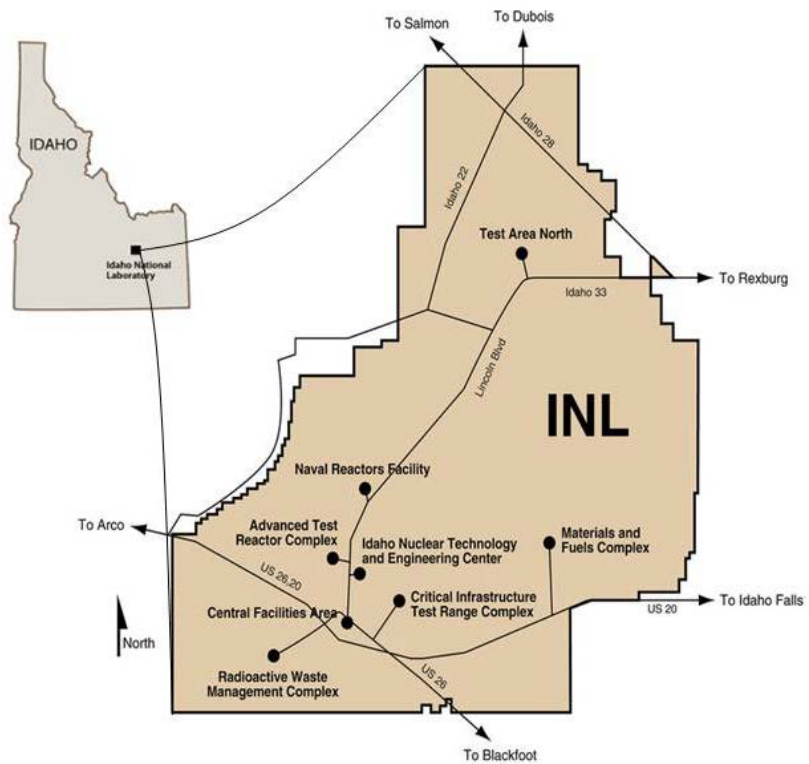 To Dubois
To Salmon
IDAHO
Idaho National
Laboratory
Idaho 28
Idaho 22
Test Area North
To Rexburg
Idaho 33
Lincoln Blvd
INL
Naval Reactors Facility
To Arco
Advanced Test
Reactor Complex
Idaho Nuclear Technology
and Engineering Center
Materials and
Fuels Complex
US 26,20
Critical Infrastructure
Test Range Complex
To Idaho Falls
US 20
Central Facilities Area
North
Radioactive Waste
Management Complex
US 26
To Blackfoot